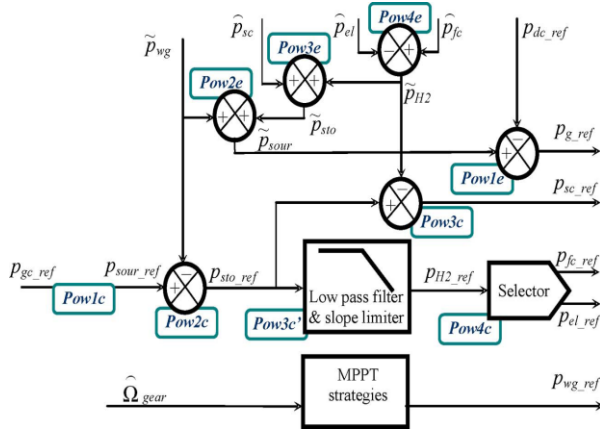 p̂_sc
p̂_el
Pow4e
p̂_fc
p_dc_ref
p̃_wg
Pow3e
− +
+ +
Pow2e
p̃_H2
+ +
p̃_sto
p̃_sour
+ −
p_g_ref
Pow1e
−
+
p_sc_ref
Pow3c
p_gc_ref
p_sour_ref
−
+
p_sto_ref
p_H2_ref
p_fc_ref
Selector
Pow1c
Pow2c
Pow3c'
Low pass filter
& slope limiter
Pow4c
p_el_ref
Ω̂_gear
MPPT
strategies
p_wg_ref